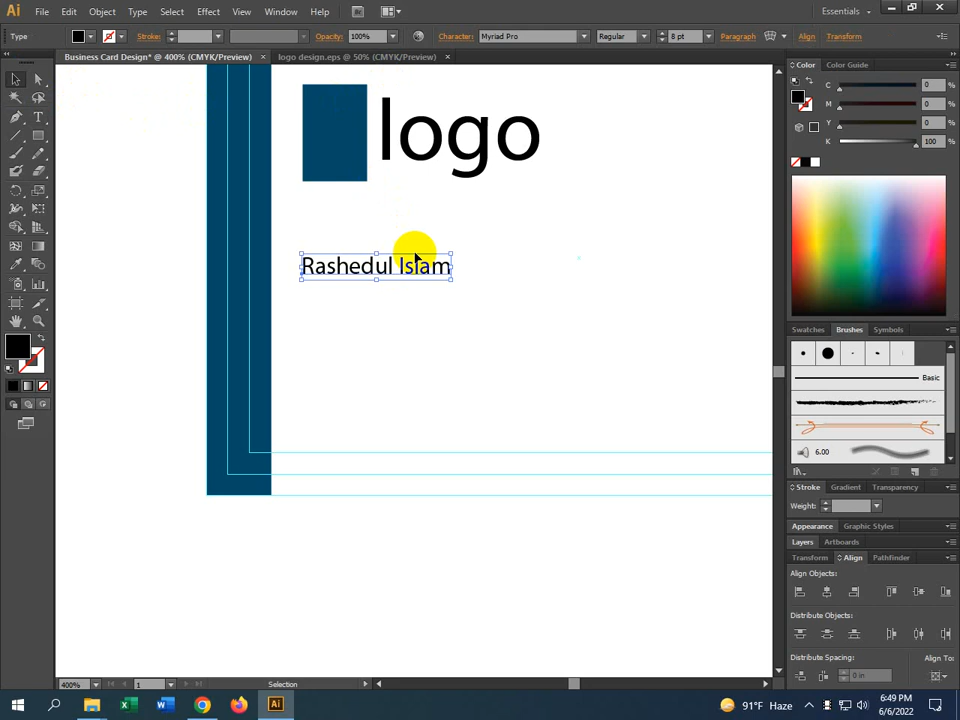 Ai File Edit Object Type Select Effect View Window Help Br Essentials
Type Stroke: Opacity: 100% Character: Myriad Pro Regular 8 pt Paragraph Align Transform
Business Card Design* @ 400% (CMYK/Preview) × logo design.eps @ 50% (CMYK/Preview) ×
Color Color Guide
C 0 %
M 0 %
Y 0 %
K 100 %
logo
Rashedul Islam
Swatches Brushes Symbols
Basic
6.00
Stroke Gradient Transparency
Weight:
Appearance Graphic Styles
Layers Artboards
Transform Align Pathfinder
Align Objects:
Distribute Objects:
Distribute Spacing: Align To:
0 in
400% 1 Selection
91°F Haze 6:49 PM
6/6/2022